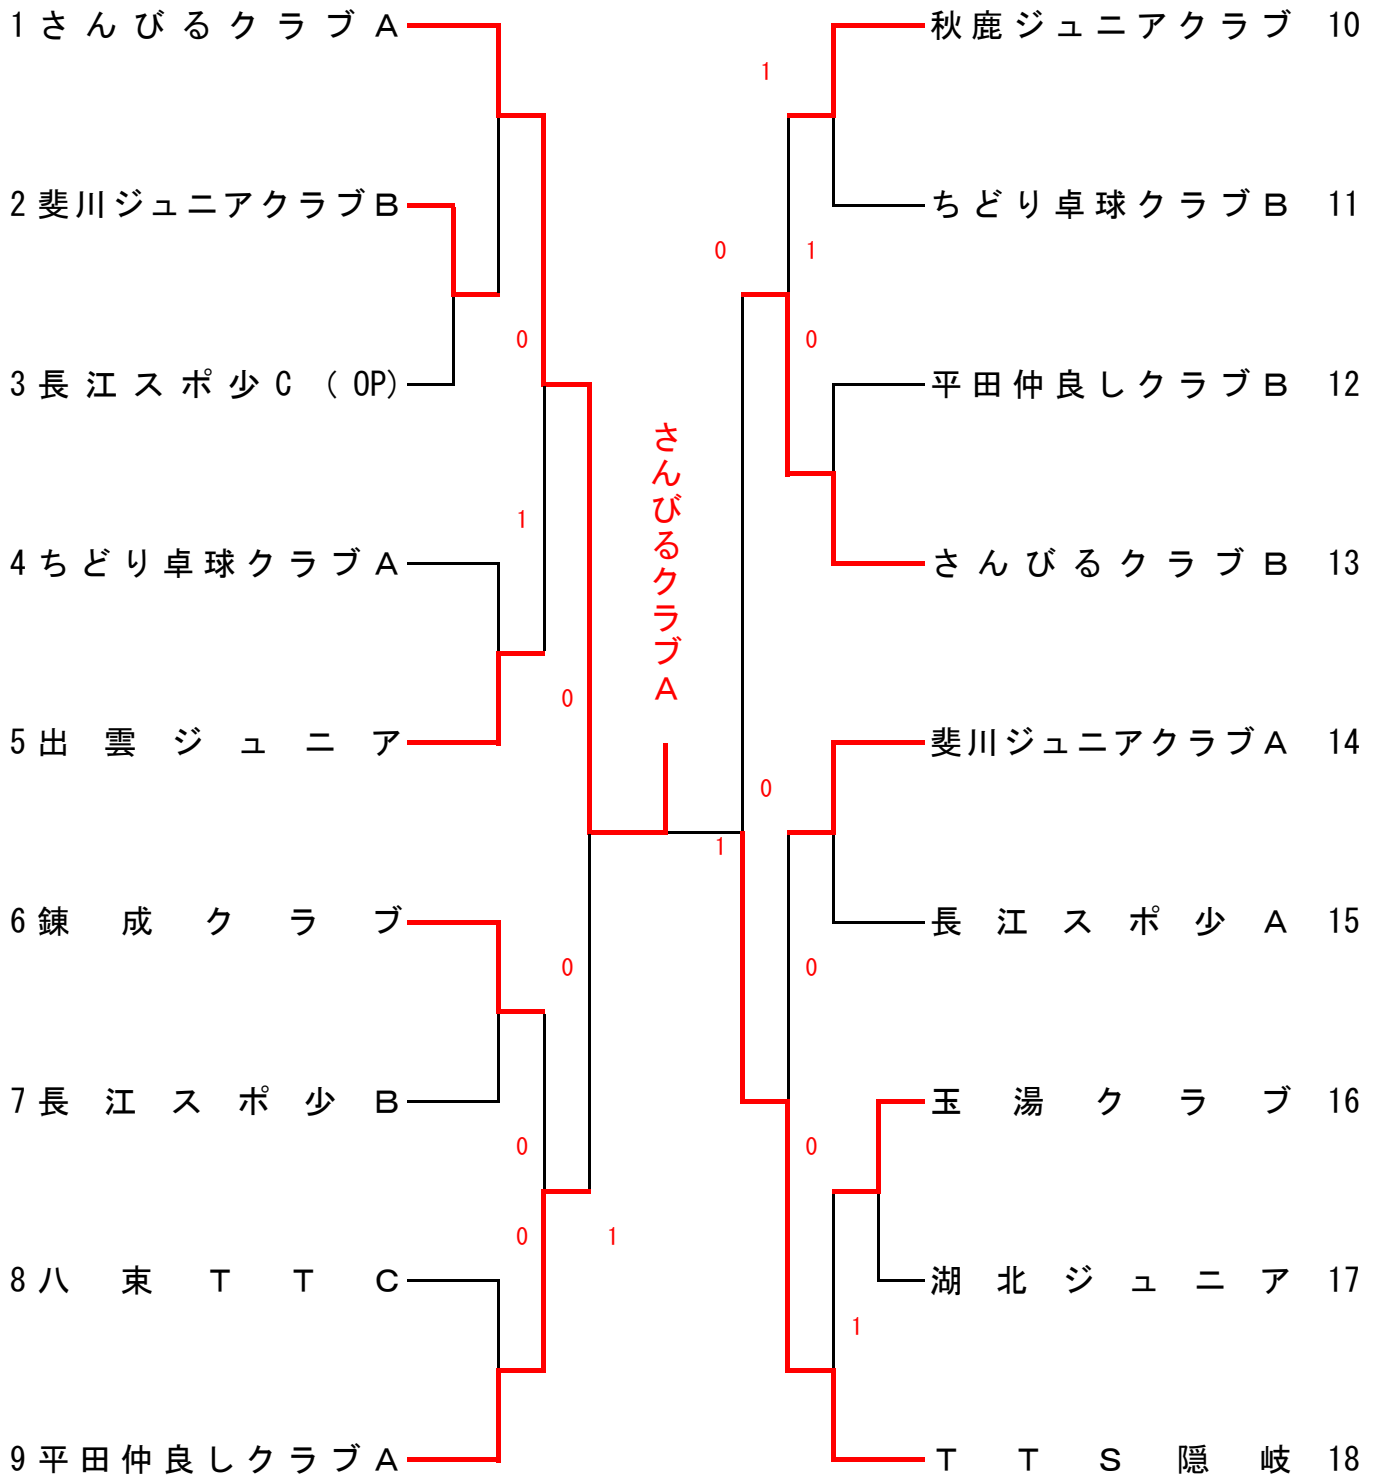 1 さんびるクラブA
2 斐川ジュニアクラブB
3 長江スポ少C (OP)
4 ちどり卓球クラブA
5 出雲ジュニア
6 錬成クラブ
7 長江スポ少B
8 八束TTC
9 平田仲良しクラブA
0
1
0
0
0
0
1
さんびるクラブA
1
0
1
0
0
1
0
0
1
秋鹿ジュニアクラブ 10
ちどり卓球クラブB 11
平田仲良しクラブB 12
さんびるクラブB 13
斐川ジュニアクラブA 14
長江スポ少A 15
玉湯クラブ 16
湖北ジュニア 17
TTS隠岐 18